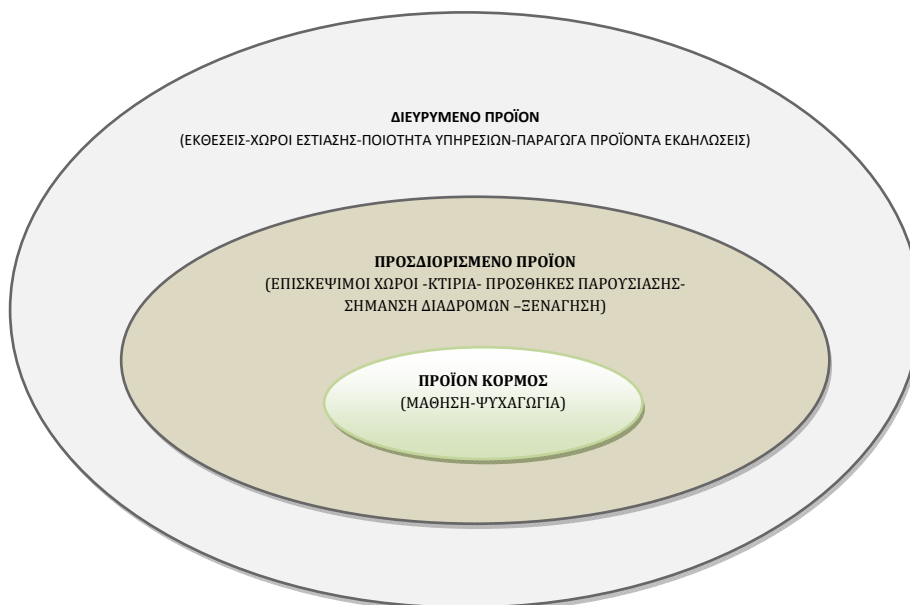 ΔΙΕΥΡΥΜΕΝΟ ΠΡΟΪΟΝ
(ΕΚΘΕΣΕΙΣ-ΧΩΡΟΙ ΕΣΤΙΑΣΗΣ-ΠΟΙΟΤΗΤΑ ΥΠΗΡΕΣΙΩΝ-ΠΑΡΑΓΩΓΑ ΠΡΟΪΟΝΤΑ ΕΚΔΗΛΩΣΕΙΣ)
ΠΡΟΣΔΙΟΡΙΣΜΕΝΟ ΠΡΟΪΟΝ
(ΕΠΙΣΚΕΨΙΜΟΙ ΧΩΡΟΙ -ΚΤΙΡΙΑ- ΠΡΟΣΘΗΚΕΣ ΠΑΡΟΥΣΙΑΣΗΣ-
ΣΗΜΑΝΣΗ ΔΙΑΔΡΟΜΩΝ –ΞΕΝΑΓΗΣΗ)
ΠΡΟΪΟΝ ΚΟΡΜΟΣ
(ΜΑΘΗΣΗ-ΨΥΧΑΓΩΓΙΑ)